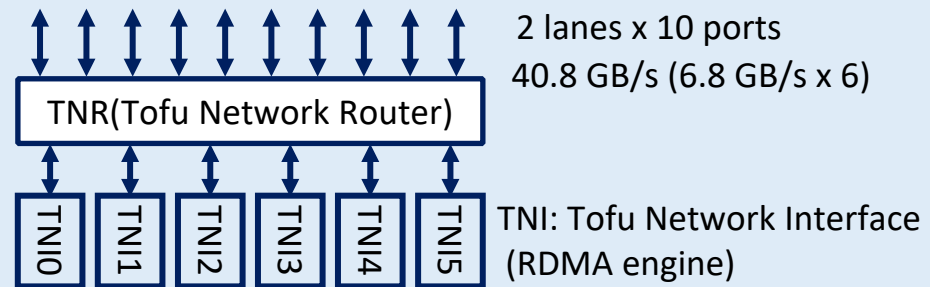 2 lanes x 10 ports
40.8 GB/s (6.8 GB/s x 6)
TNR(Tofu Network Router)
TNI0
TNI1
TNI2
TNI3
TNI4
TNI5
TNI: Tofu Network Interface
(RDMA engine)